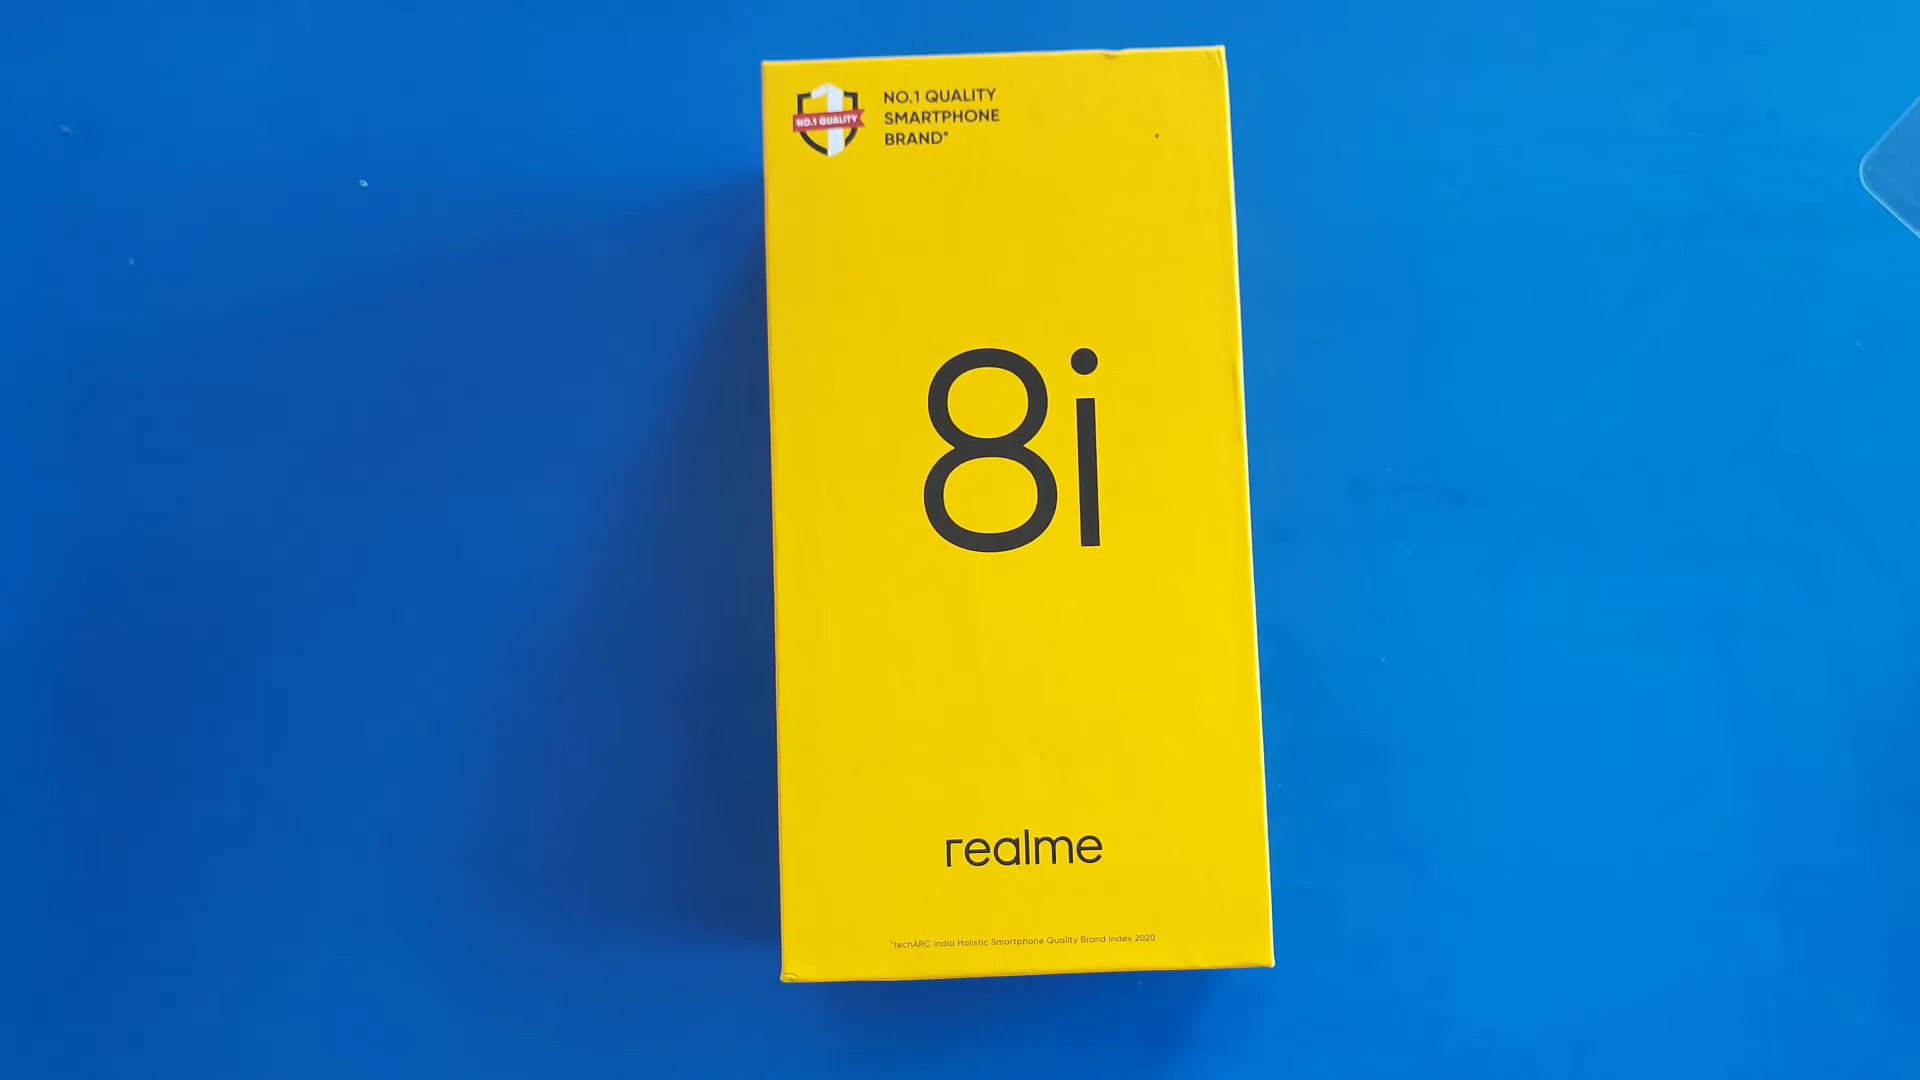 NO.1 QUALITY
NO.1 QUALITY
SMARTPHONE
BRAND*
8i
realme
*techARC India Holistic Smartphone Quality Brand Index 2020